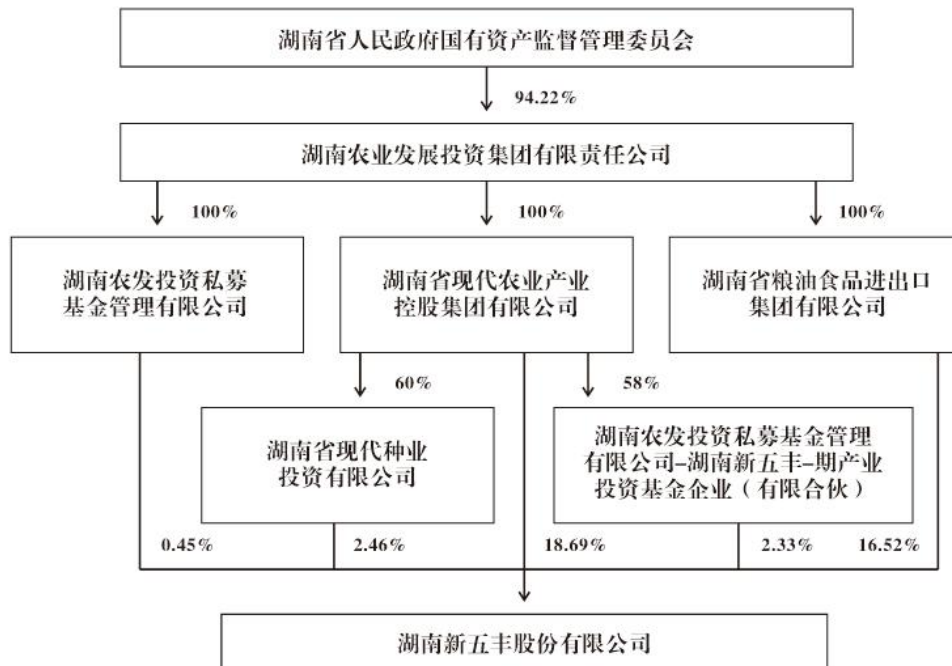 湖南省人民政府国有资产监督管理委员会
94.22%
湖南农业发展投资集团有限责任公司
100%
100%
100%
湖南农发投资私募
基金管理有限公司
湖南省现代农业产业
控股集团有限公司
湖南省粮油食品进出口
集团有限公司
60%
58%
湖南省现代种业
投资有限公司
湖南农发投资私募基金管理
有限公司–湖南新五丰–期产业
投资基金企业（有限合伙）
0.45%
2.46%
18.69%
2.33%
16.52%
湖南新五丰股份有限公司